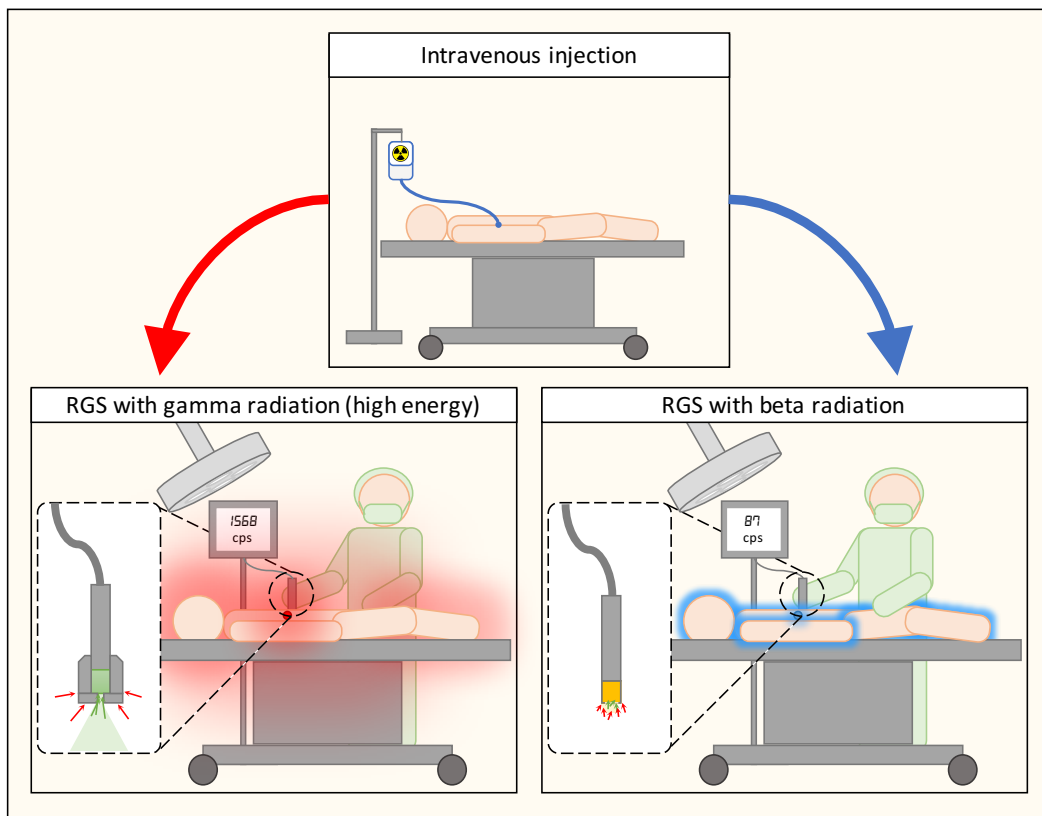 Intravenous injection
RGS with gamma radiation (high energy)
RGS with beta radiation
1568
cps
87
cps